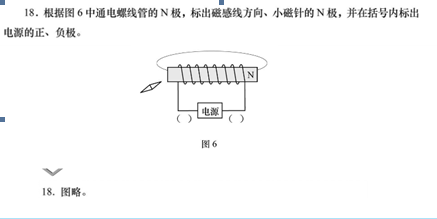 18. 根据图 6 中通电螺线管的 N 极，标出磁感线方向、小磁针的 N 极，并在括号内标出
电源的正、负极。
N
电源
( ) ( )
图 6
18. 图略。